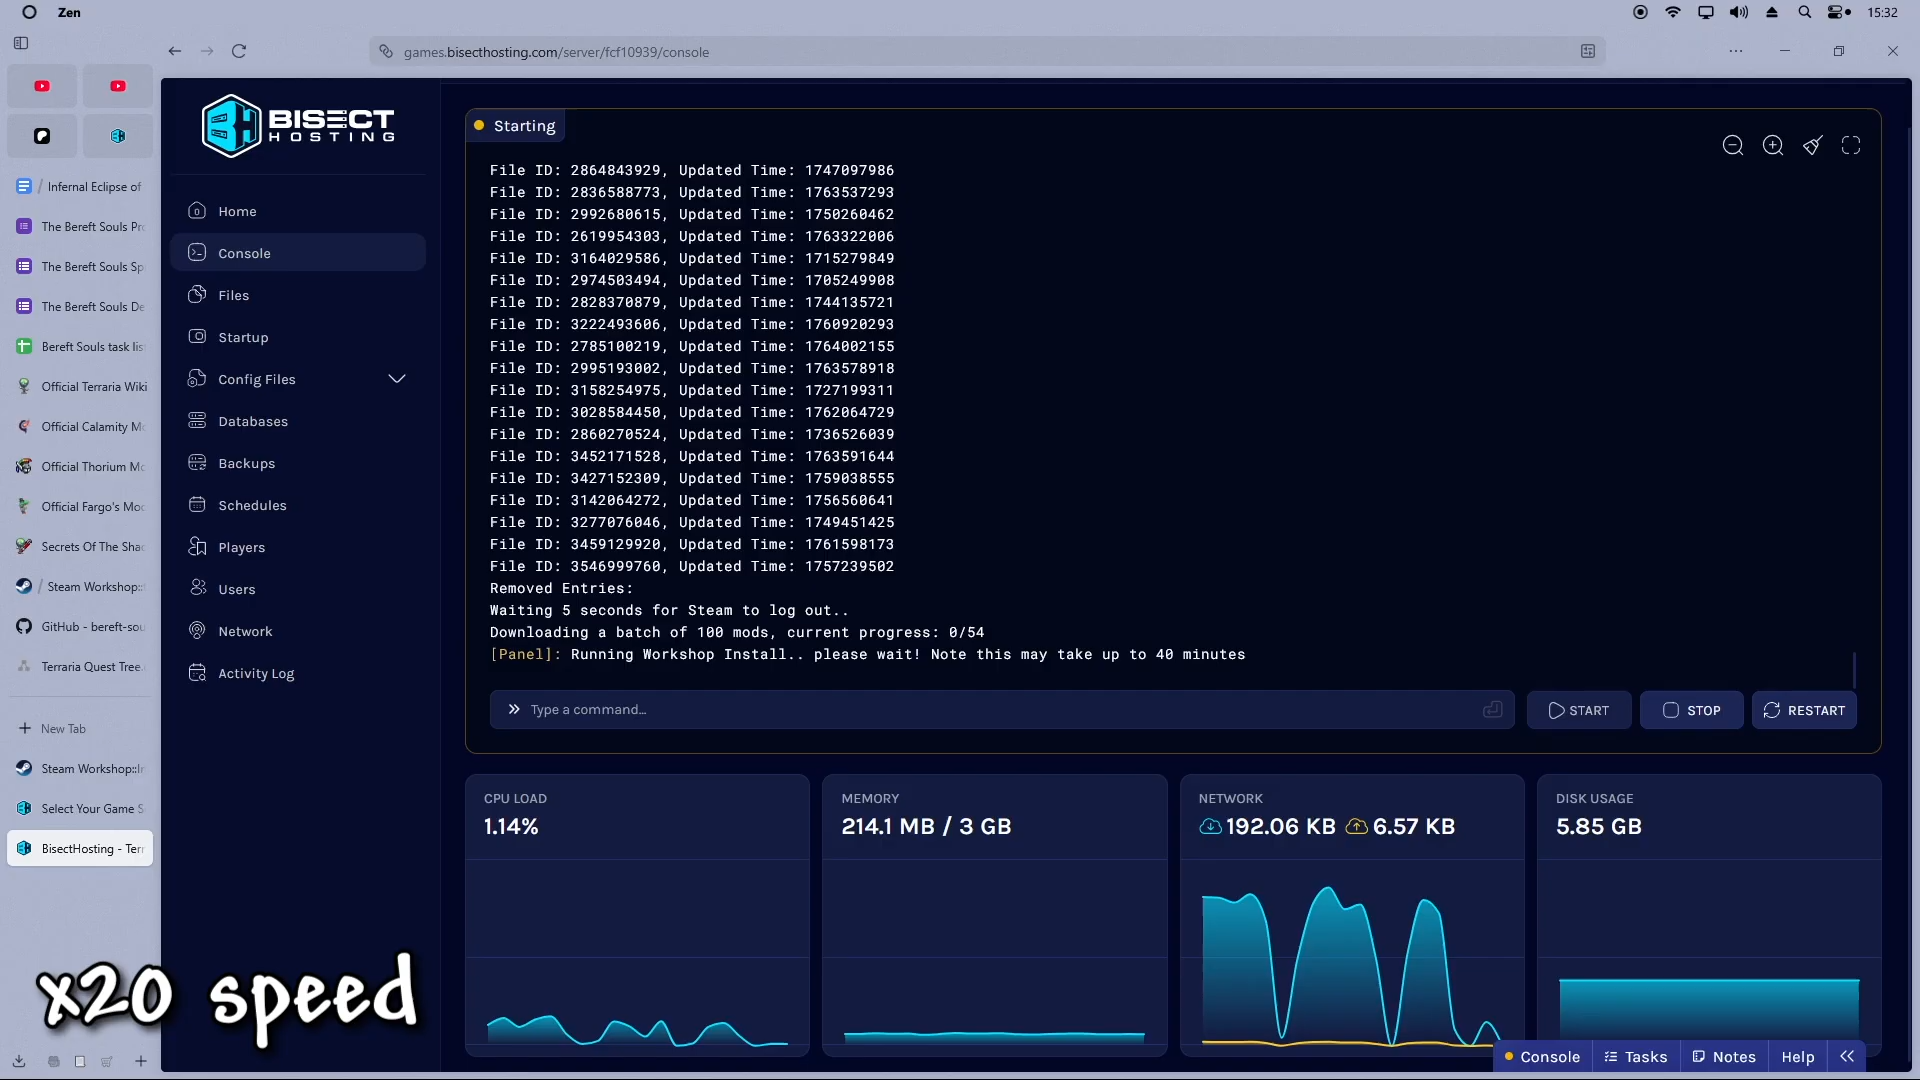 Zen
15:32
games.bisecthosting.com/server/fcf10939/console
BISECT
HOSTING
Infernal Eclipse of
The Bereft Souls Pr
The Bereft Souls Sp
The Bereft Souls De
Bereft Souls task lis
Official Terraria Wiki
Official Calamity Mo
Official Thorium Mo
Official Fargo's Mod
Secrets Of The Sha
/ Steam Workshop::
GitHub - bereft-sou
Terraria Quest Tree.
New Tab
Steam Workshop::In
Select Your Game S
BisectHosting - Terr
Home
Console
Files
Startup
Config Files
Databases
Backups
Schedules
Players
Users
Network
Activity Log
Starting
File ID: 2864843929, Updated Time: 1747097986
File ID: 2836588773, Updated Time: 1763537293
File ID: 2992680615, Updated Time: 1750260462
File ID: 2619954303, Updated Time: 1763322006
File ID: 3164029586, Updated Time: 1715279849
File ID: 2974503494, Updated Time: 1705249908
File ID: 2828370879, Updated Time: 1744135721
File ID: 3222493606, Updated Time: 1760920293
File ID: 2785100219, Updated Time: 1764002155
File ID: 2995193002, Updated Time: 1763578918
File ID: 3158254975, Updated Time: 1727199311
File ID: 3028584450, Updated Time: 1762064729
File ID: 2860270524, Updated Time: 1736526039
File ID: 3452171528, Updated Time: 1763591644
File ID: 3427152309, Updated Time: 1759038555
File ID: 3142064272, Updated Time: 1756560641
File ID: 3277076046, Updated Time: 1749451425
File ID: 3459129920, Updated Time: 1761598173
File ID: 3546999760, Updated Time: 1757239502
Removed Entries:
Waiting 5 seconds for Steam to log out..
Downloading a batch of 100 mods, current progress: 0/54
[Panel]: Running Workshop Install.. please wait! Note this may take up to 40 minutes
Type a command...
START
STOP
RESTART
CPU LOAD
1.14%
MEMORY
214.1 MB / 3 GB
NETWORK
192.06 KB 6.57 KB
DISK USAGE
5.85 GB
x20 speed
Console
Tasks
Notes
Help